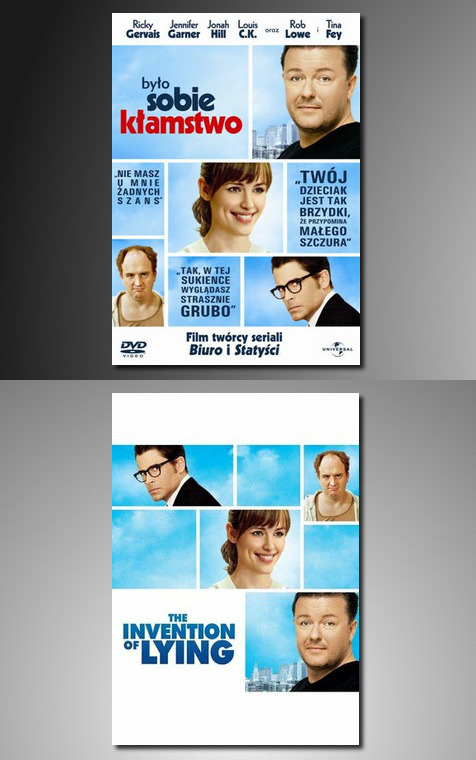 Ricky Jennifer Jonah Louis Rob Tina
Gervais Garner Hill C.K. oraz Lowe i Fey
było
sobie
kłamstwo
„NIE MASZ
U MNIE
ŻADNYCH
SZANS"
„TWÓJ
DZIECIAK
JEST TAK
BRZYDKI,
ŻE PRZYPOMINA
MAŁEGO
SZCZURA"
„TAK, W TEJ
SUKIENCE
WYGLĄDASZ
STRASZNIE
GRUBO"
Film twórcy seriali
Biuro i Statyści
DVD
VIDEO
UNIVERSAL
THE
INVENTION
OF LYING